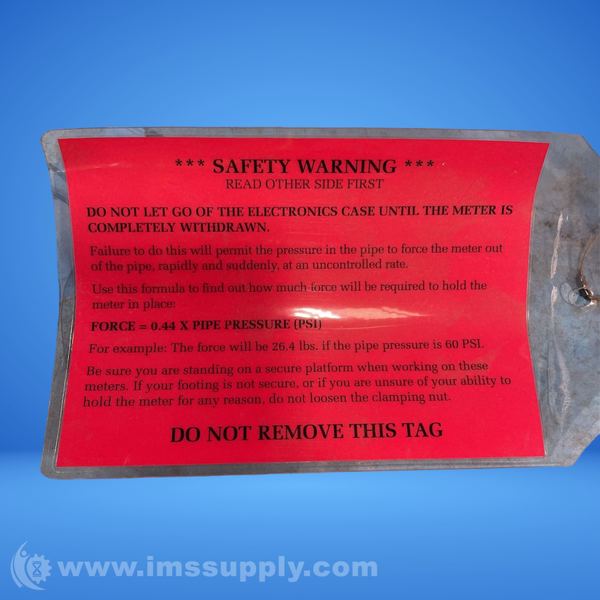 *** SAFETY WARNING ***
READ OTHER SIDE FIRST
DO NOT LET GO OF THE ELECTRONICS CASE UNTIL THE METER IS
COMPLETELY WITHDRAWN.
Failure to do this will permit the pressure in the pipe to force the meter out
of the pipe, rapidly and suddenly, at an uncontrolled rate.
Use this formula to find out how much force will be required to hold the
meter in place:
FORCE = 0.44 X PIPE PRESSURE (PSI)
For example: The force will be 26.4 lbs. if the pipe pressure is 60 PSI.
Be sure you are standing on a secure platform when working on these
meters. If your footing is not secure, or if you are unsure of your ability to
hold the meter for any reason, do not loosen the clamping nut.
DO NOT REMOVE THIS TAG
www.imssupply.com